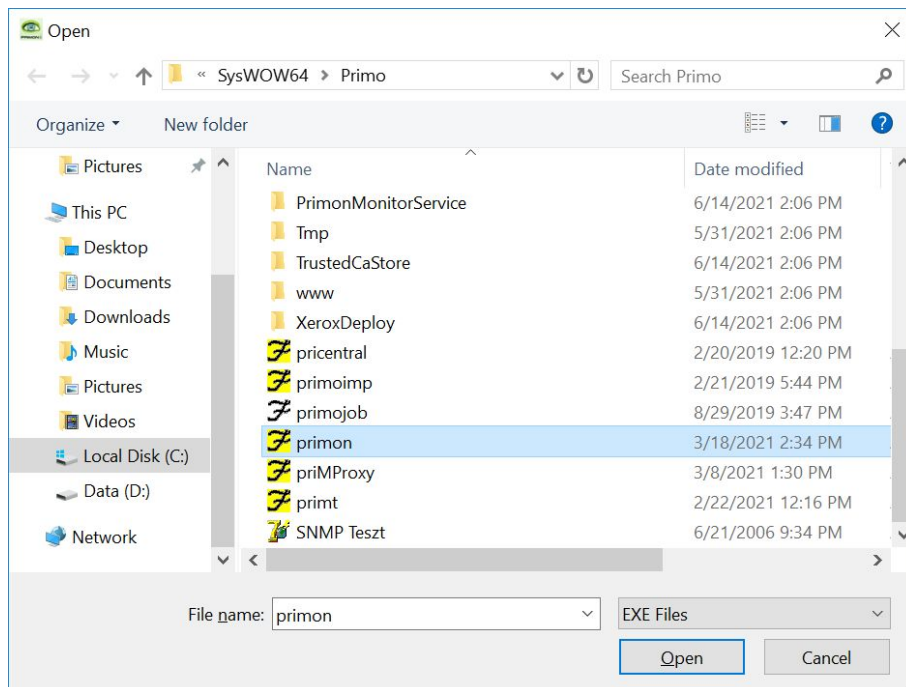 Open
« SysWOW64 > Primo
Search Primo
Organize
New folder
Pictures
This PC
Desktop
Documents
Downloads
Music
Pictures
Videos
Local Disk (C:)
Data (D:)
Network
Name Date modified
PrimonMonitorService 6/14/2021 2:06 PM
Tmp 5/31/2021 2:06 PM
TrustedCaStore 6/14/2021 2:06 PM
www 5/31/2021 2:06 PM
XeroxDeploy 6/14/2021 2:06 PM
pricentral 2/20/2019 12:20 PM
primoimp 2/21/2019 5:44 PM
primojob 8/29/2019 3:47 PM
primon 3/18/2021 2:34 PM
priMProxy 3/8/2021 1:30 PM
primt 2/22/2021 12:16 PM
SNMP Teszt 6/21/2006 9:34 PM
File name: primon EXE Files
Open Cancel